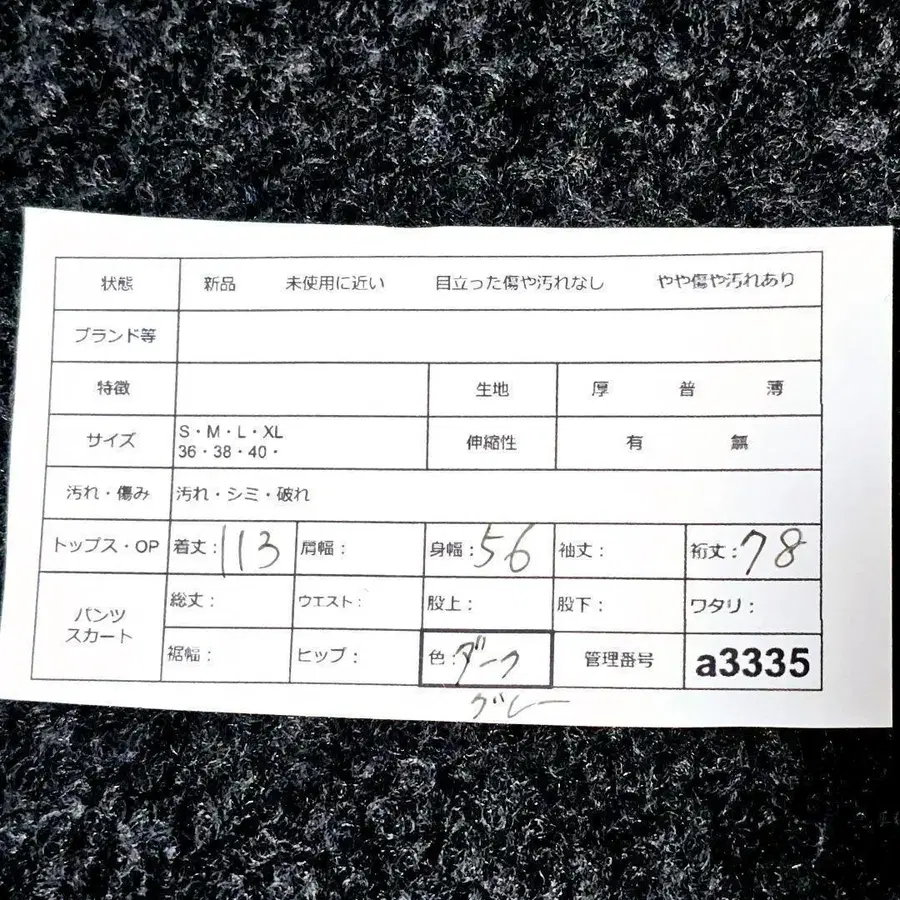 状態 新品 未使用に近い 目立った傷や汚れなし やや傷や汚れあり
ブランド等
特徴 生地 厚 普 薄
サイズ S・M・L・XL 伸縮性 有 無
36・38・40・
汚れ・傷み 汚れ・シミ・破れ
トップス・OP 着丈：113 肩幅： 身幅：56 袖丈： 裄丈：78
パンツ 総丈： ウエスト： 股上： 股下： ワタリ：
スカート 裾幅： ヒップ： 色：ダーク 管理番号 a3335
グレー